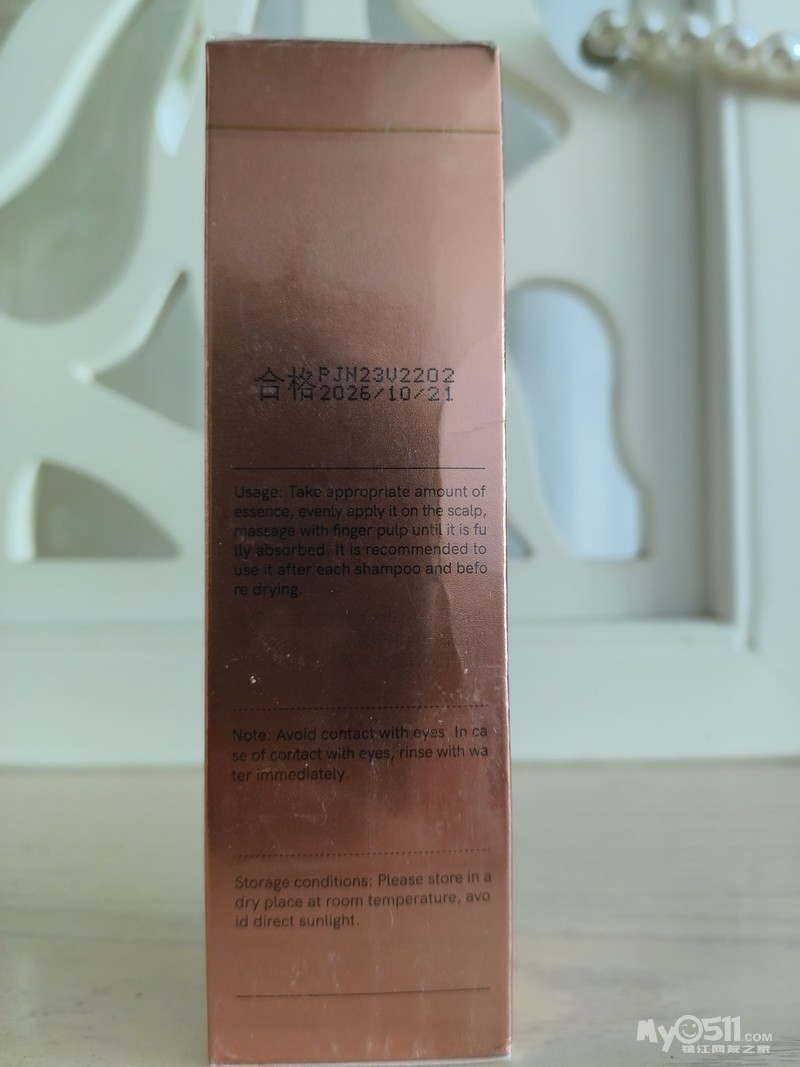 合格 PJN23V2202
2026/10/21
Usage: Take appropriate amount of
essence, evenly apply it on the scalp,
massage with finger pulp until it is fu
lly absorbed. It is recommended to
use it after each shampoo and befo
re drying.
Note: Avoid contact with eyes. In ca
se of contact with eyes, rinse with wa
ter immediately.
Storage conditions: Please store in a
dry place at room temperature, avo
id direct sunlight.
My0511.COM
镇江网友之家